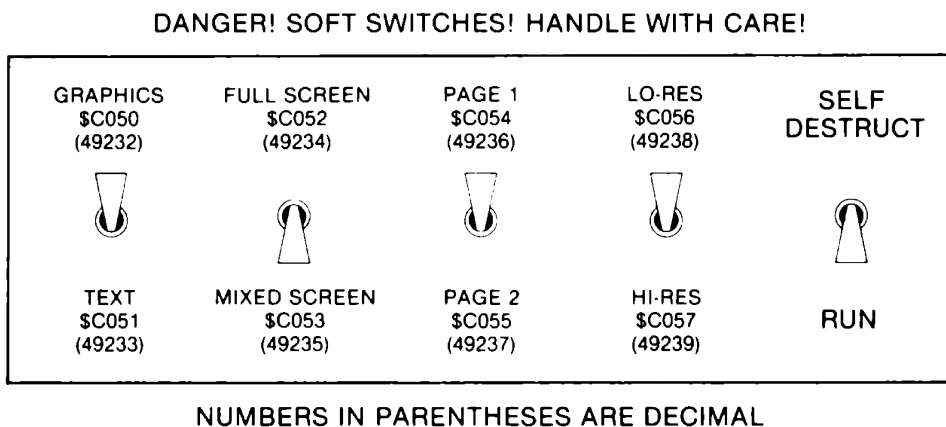 DANGER! SOFT SWITCHES! HANDLE WITH CARE!
GRAPHICS
$C050
(49232)
FULL SCREEN
$C052
(49234)
PAGE 1
$C054
(49236)
LO-RES
$C056
(49238)
SELF
DESTRUCT
TEXT
$C051
(49233)
MIXED SCREEN
$C053
(49235)
PAGE 2
$C055
(49237)
HI-RES
$C057
(49239)
RUN
NUMBERS IN PARENTHESES ARE DECIMAL